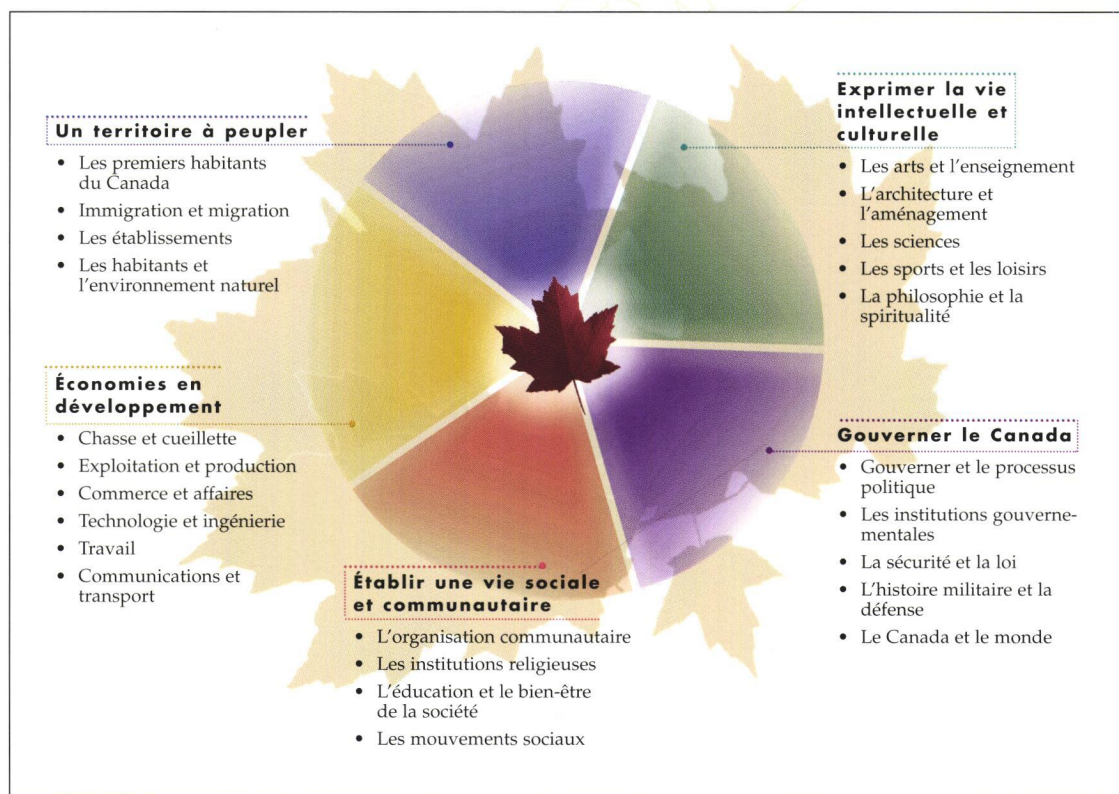 Un territoire à peupler
• Les premiers habitants
du Canada
• Immigration et migration
• Les établissements
• Les habitants et
l'environnement naturel
Économies en
développement
• Chasse et cueillette
• Exploitation et production
• Commerce et affaires
• Technologie et ingénierie
• Travail
• Communications et
transport
Établir une vie sociale
et communautaire
• L'organisation communautaire
• Les institutions religieuses
• L'éducation et le bien-être
de la société
• Les mouvements sociaux
Exprimer la vie
intellectuelle et
culturelle
• Les arts et l'enseignement
• L'architecture et
l'aménagement
• Les sciences
• Les sports et les loisirs
• La philosophie et la
spiritualité
Gouverner le Canada
• Gouverner et le processus
politique
• Les institutions gouverne-
mentales
• La sécurité et la loi
• L'histoire militaire et la
défense
• Le Canada et le monde